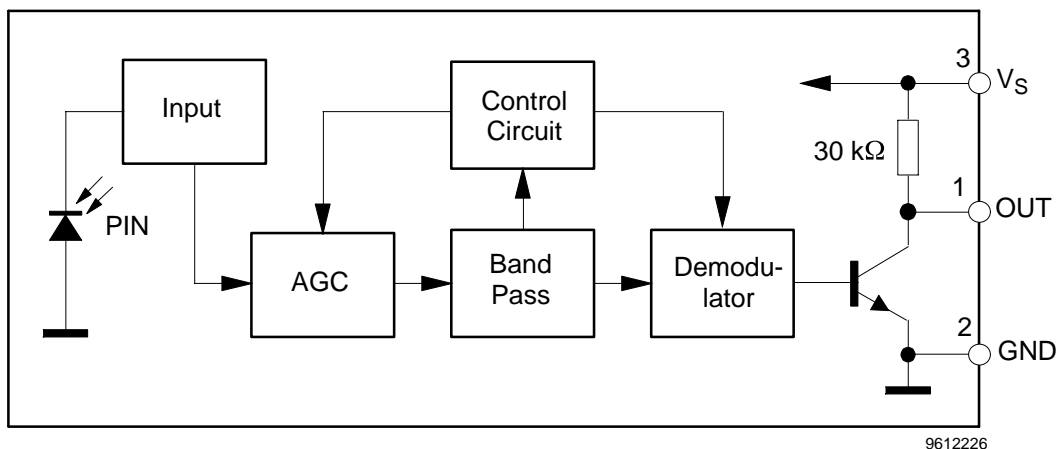 Input
Control
Circuit
3
V_S
30 kΩ
1
OUT
PIN
AGC
Band
Pass
Demodu-
lator
2
GND
9612226